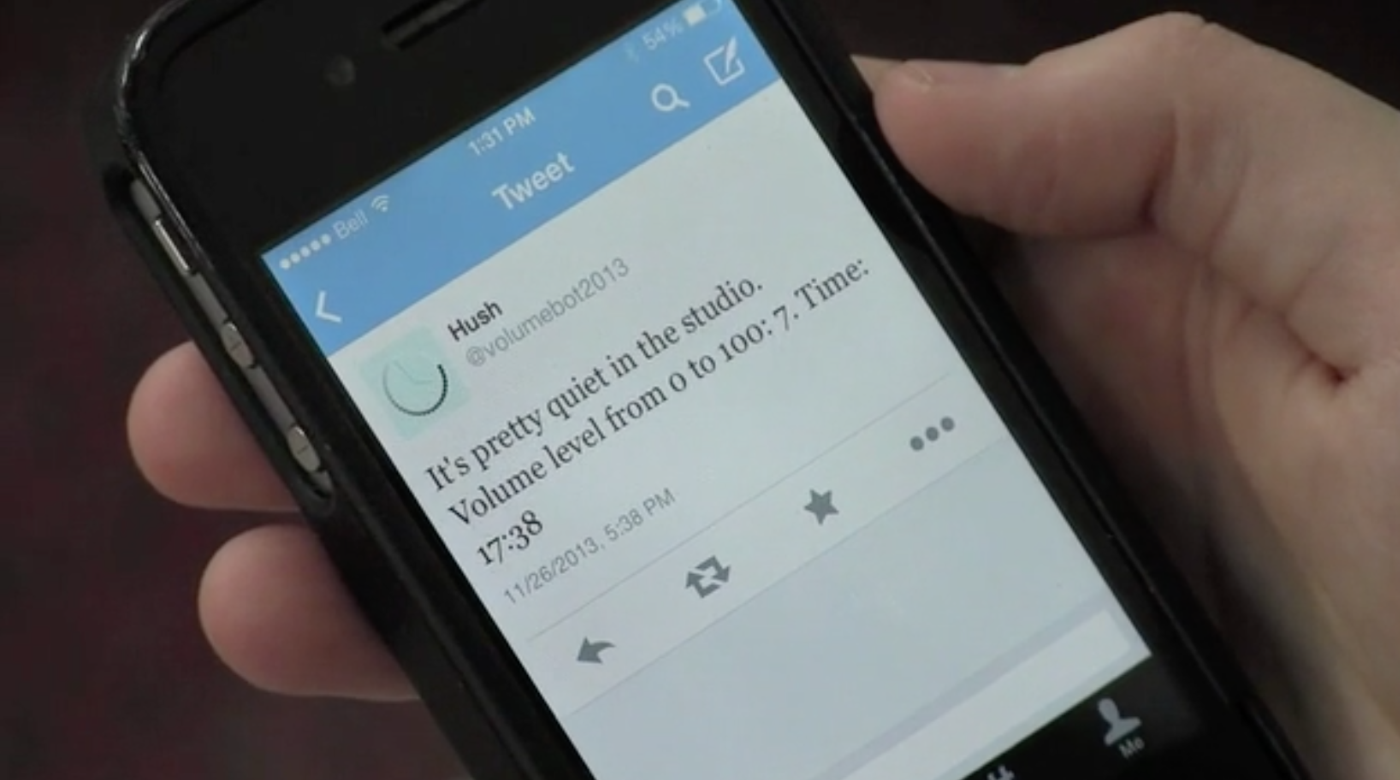 54%
1:31 PM
Bell
Tweet
Hush
@volumebot2013
It's pretty quiet in the studio.
Volume level from 0 to 100: 7. Time:
17:38
11/26/2013, 5:38 PM
Me